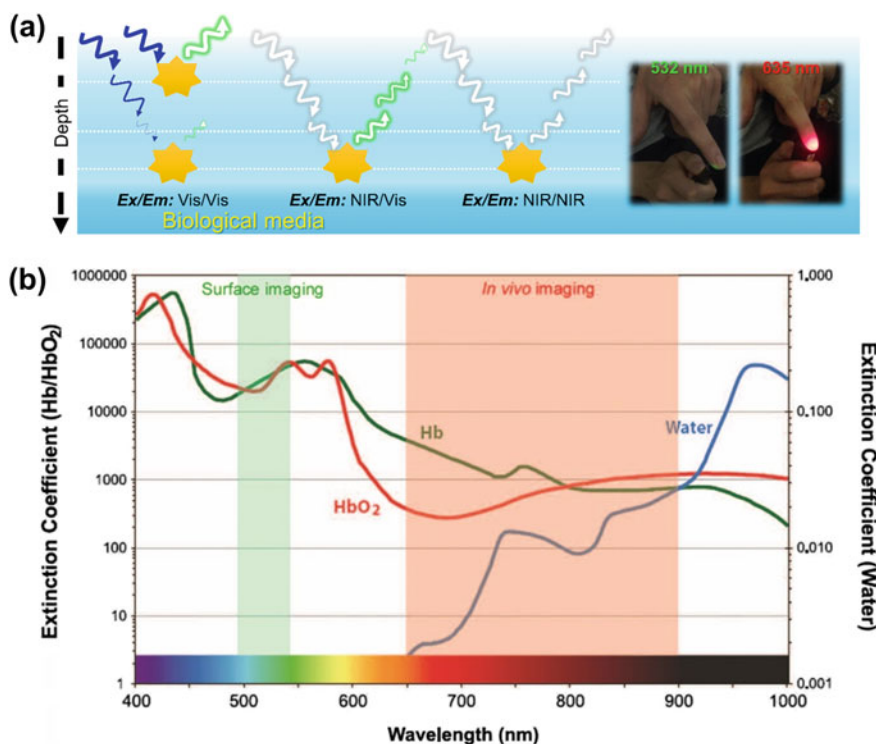 (a)
Depth
532 nm
635 nm
Ex/Em: Vis/Vis
Ex/Em: NIR/Vis
Ex/Em: NIR/NIR
Biological media
(b)
Surface imaging
In vivo imaging
Extinction Coefficient (Hb/HbO₂)
1000000
100000
10000
1000
100
10
1
Hb
HbO₂
Water
1.000
0.100
0.010
0.001
Extinction Coefficient (Water)
400 500 600 700 800 900 1000
Wavelength (nm)